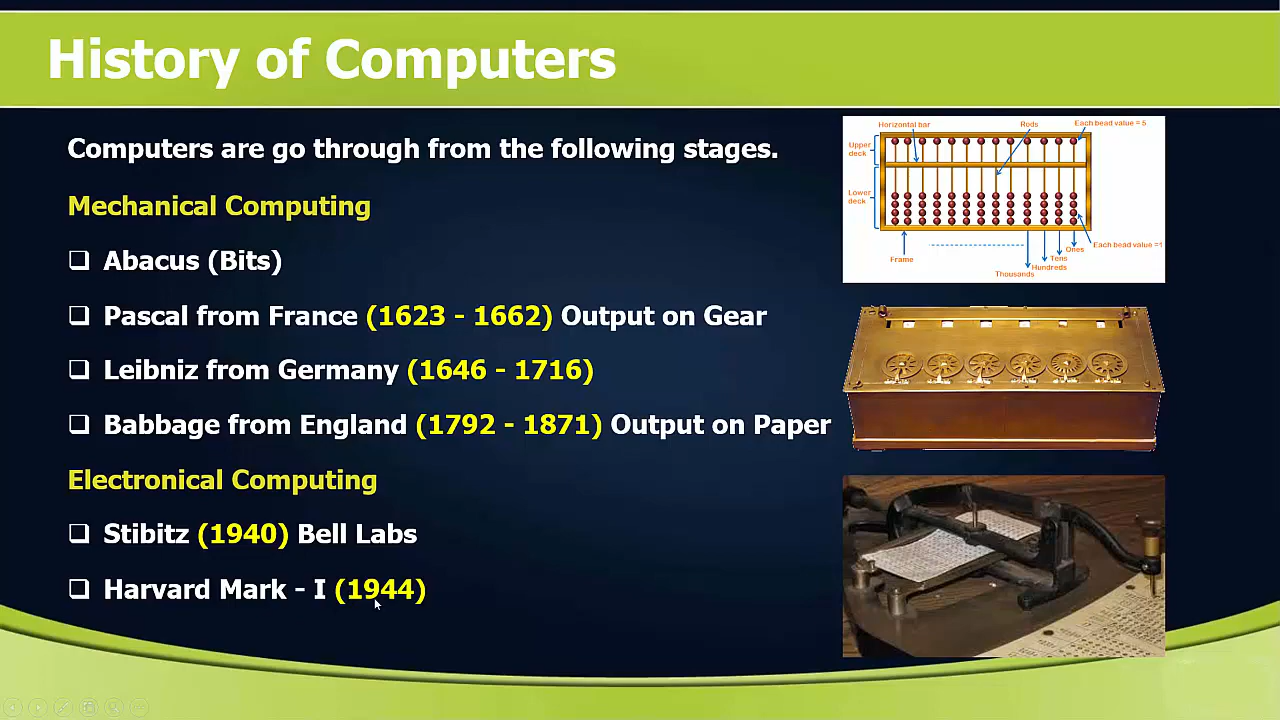 History of Computers
Computers are go through from the following stages.
Mechanical Computing
Abacus (Bits)
Pascal from France (1623 - 1662) Output on Gear
Leibniz from Germany (1646 - 1716)
Babbage from England (1792 - 1871) Output on Paper
Electronical Computing
Stibitz (1940) Bell Labs
Harvard Mark - I (1944)
Horizontal bar
Rods
Each bead value = 5
Upper deck
Lower deck
Each bead value =1
Frame
Ones
Tens
Hundreds
Thousands